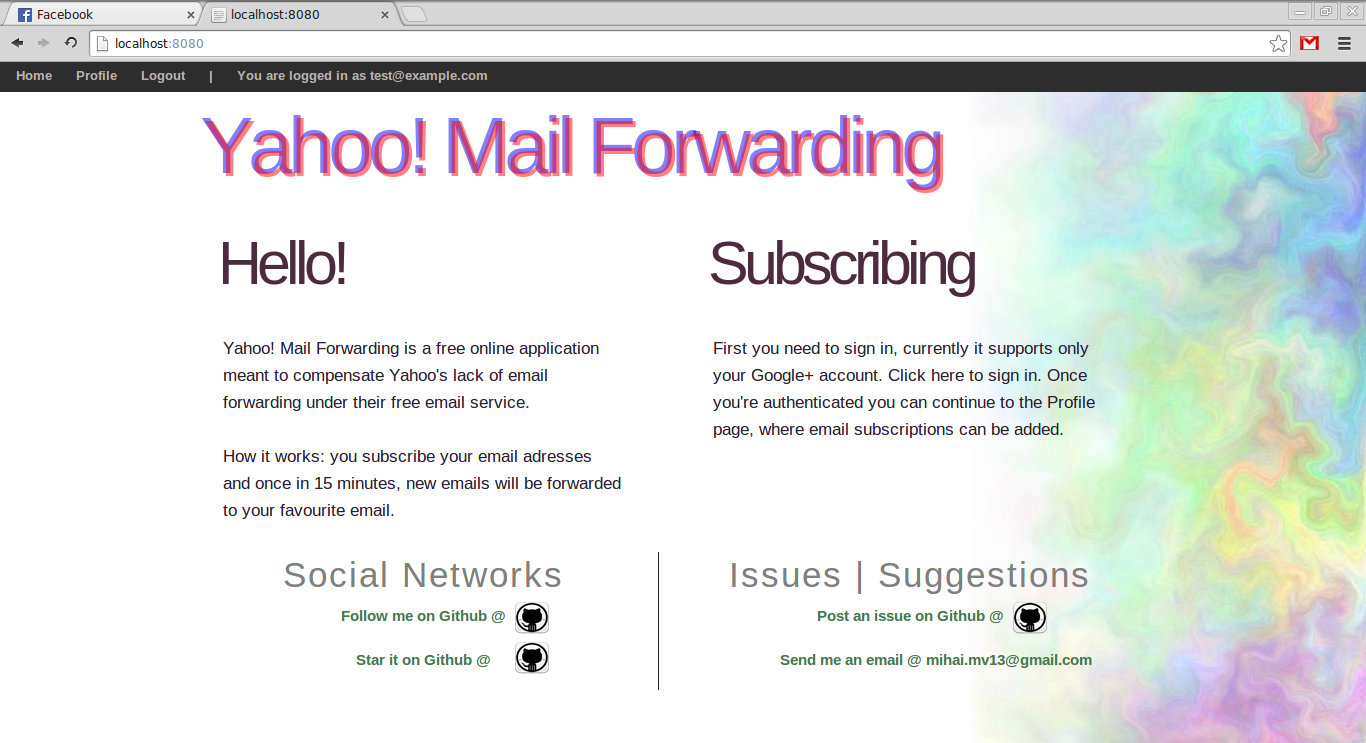 Facebook
localhost:8080
localhost:8080
Home Profile Logout | You are logged in as test@example.com
Yahoo! Mail Forwarding
Hello!
Yahoo! Mail Forwarding is a free online application
meant to compensate Yahoo's lack of email
forwarding under their free email service.
How it works: you subscribe your email adresses
and once in 15 minutes, new emails will be forwarded
to your favourite email.
Subscribing
First you need to sign in, currently it supports only
your Google+ account. Click here to sign in. Once
you're authenticated you can continue to the Profile
page, where email subscriptions can be added.
Social Networks
Follow me on Github @
Star it on Github @
Issues | Suggestions
Post an issue on Github @
Send me an email @ mihai.mv13@gmail.com